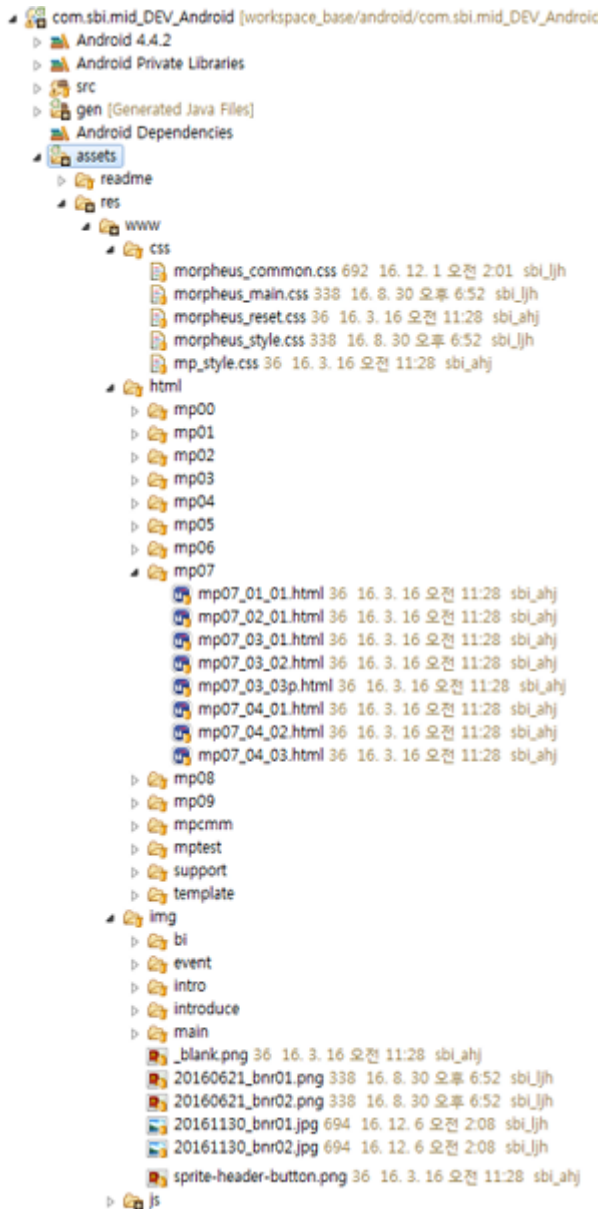 com.sbi.mid_DEV_Android [workspace_base/android/com.sbi.mid_DEV_Android
Android 4.4.2
Android Private Libraries
src
gen [Generated Java Files]
Android Dependencies
assets
readme
res
www
css
morpheus_common.css 692 16. 12. 1 오전 2:01 sbi_ljh
morpheus_main.css 338 16. 8. 30 오후 6:52 sbi_ljh
morpheus_reset.css 36 16. 3. 16 오전 11:28 sbi_ahj
morpheus_style.css 338 16. 8. 30 오후 6:52 sbi_ljh
mp_style.css 36 16. 3. 16 오전 11:28 sbi_ahj
html
mp00
mp01
mp02
mp03
mp04
mp05
mp06
mp07
mp07_01_01.html 36 16. 3. 16 오전 11:28 sbi_ahj
mp07_02_01.html 36 16. 3. 16 오전 11:28 sbi_ahj
mp07_03_01.html 36 16. 3. 16 오전 11:28 sbi_ahj
mp07_03_02.html 36 16. 3. 16 오전 11:28 sbi_ahj
mp07_03_03p.html 36 16. 3. 16 오전 11:28 sbi_ahj
mp07_04_01.html 36 16. 3. 16 오전 11:28 sbi_ahj
mp07_04_02.html 36 16. 3. 16 오전 11:28 sbi_ahj
mp07_04_03.html 36 16. 3. 16 오전 11:28 sbi_ahj
mp08
mp09
mpcmm
mptest
support
template
img
bi
event
intro
introduce
main
_blank.png 36 16. 3. 16 오전 11:28 sbi_ahj
20160621_bnr01.png 338 16. 8. 30 오후 6:52 sbi_ljh
20160621_bnr02.png 338 16. 8. 30 오후 6:52 sbi_ljh
20161130_bnr01.jpg 694 16. 12. 6 오전 2:08 sbi_ljh
20161130_bnr02.jpg 694 16. 12. 6 오전 2:08 sbi_ljh
sprite-header-button.png 36 16. 3. 16 오전 11:28 sbi_ahj
js